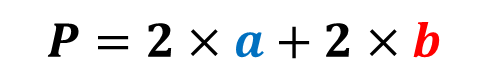 P = 2 × a + 2 × b